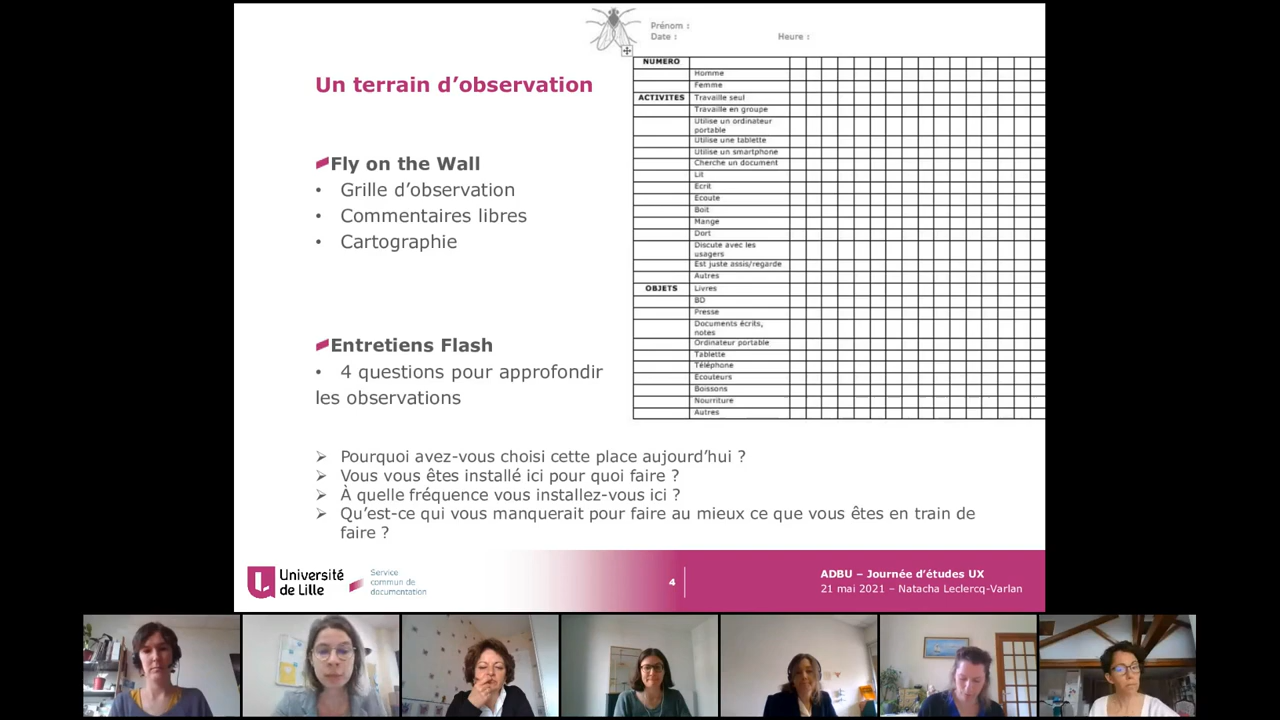 Prénom :
Date :
Heure :
Un terrain d'observation
Fly on the Wall
• Grille d'observation
• Commentaires libres
• Cartographie
Entretiens Flash
• 4 questions pour approfondir
les observations
➢ Pourquoi avez-vous choisi cette place aujourd'hui ?
➢ Vous vous êtes installé ici pour quoi faire ?
➢ À quelle fréquence vous installez-vous ici ?
➢ Qu'est-ce qui vous manquerait pour faire au mieux ce que vous êtes en train de
faire ?
NUMERO
Homme
Femme
ACTIVITES Travaille seul
Travaille en groupe
Utilise un ordinateur
portable
Utilise une tablette
Utilise un smartphone
Cherche un document
Lit
Ecrit
Ecoute
Boit
Mange
Dort
Discute avec les
usagers
Est juste assis/regarde
Autres
OBJETS Livres
BD
Presse
Documents écrits,
notes
Ordinateur portable
Tablette
Téléphone
Ecouteurs
Boissons
Nourriture
Autres
Université
de Lille
Service
commun de
documentation
4
ADBU – Journée d'études UX
21 mai 2021 – Natacha Leclercq-Varlan